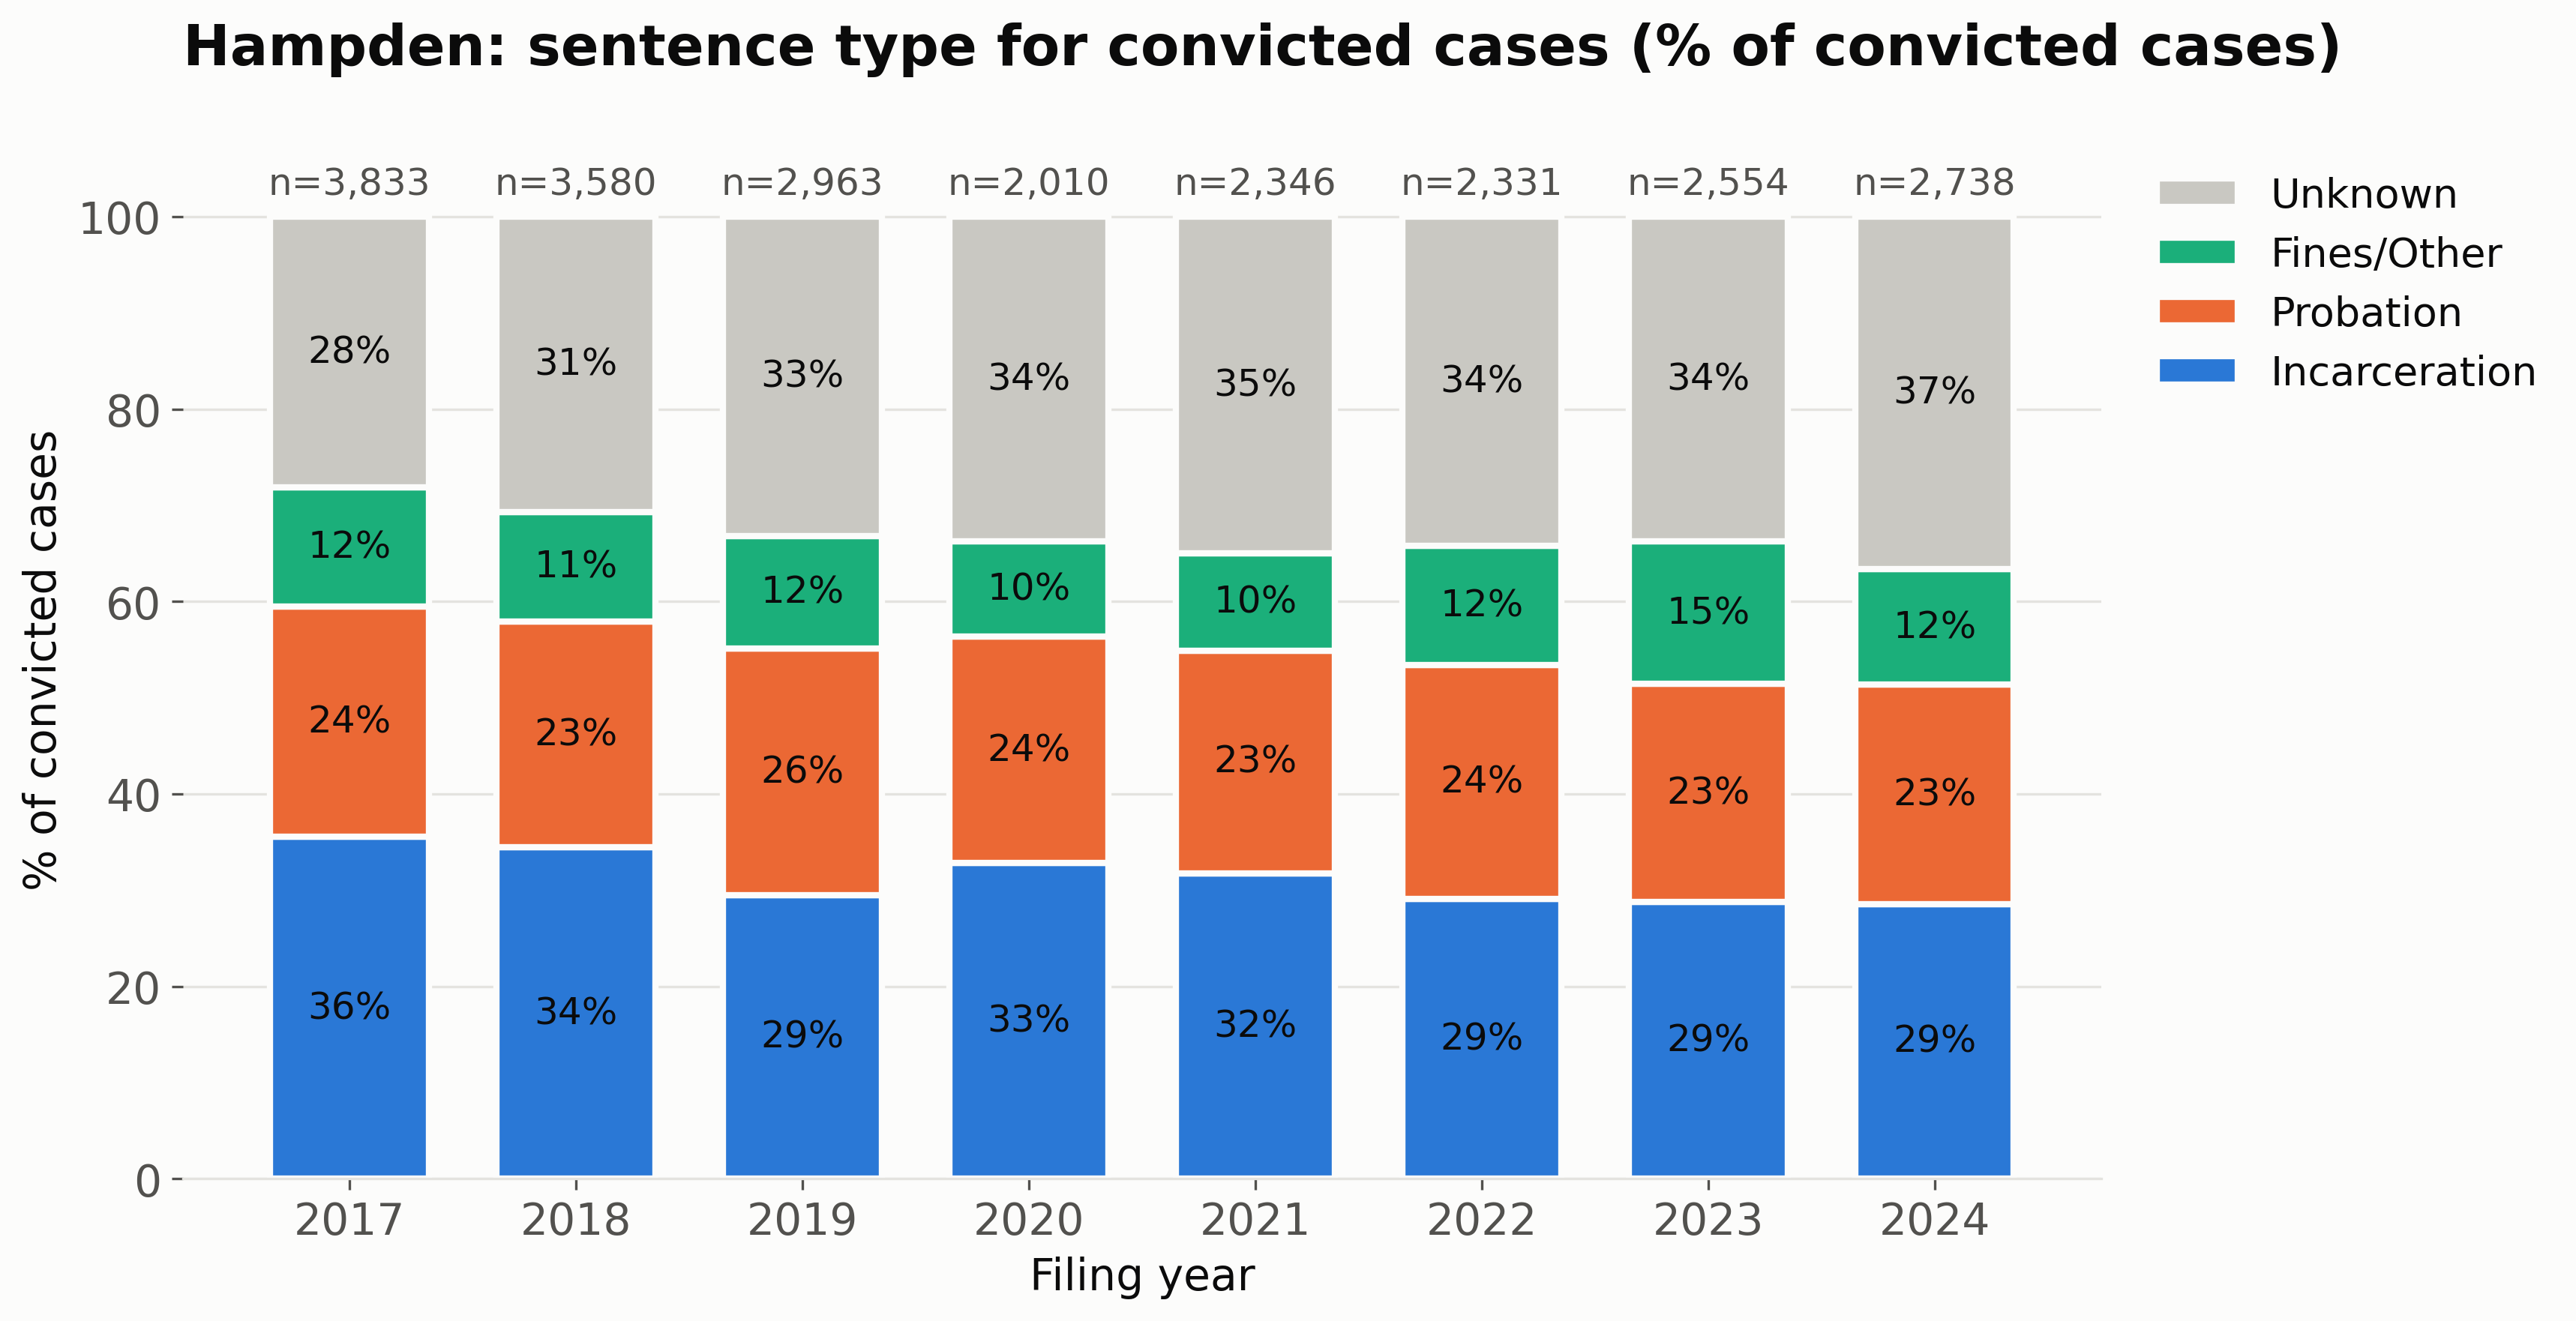 Hampden: sentence type for convicted cases (% of convicted cases)
n=3,833 n=3,580 n=2,963 n=2,010 n=2,346 n=2,331 n=2,554 n=2,738
Unknown
Fines/Other
Probation
Incarceration
% of convicted cases
100
80
60
40
20
0
28% 31% 33% 34% 35% 34% 34% 37%
12% 11% 12% 10% 10% 12% 15% 12%
24% 23% 26% 24% 23% 24% 23% 23%
36% 34% 29% 33% 32% 29% 29% 29%
2017 2018 2019 2020 2021 2022 2023 2024
Filing year